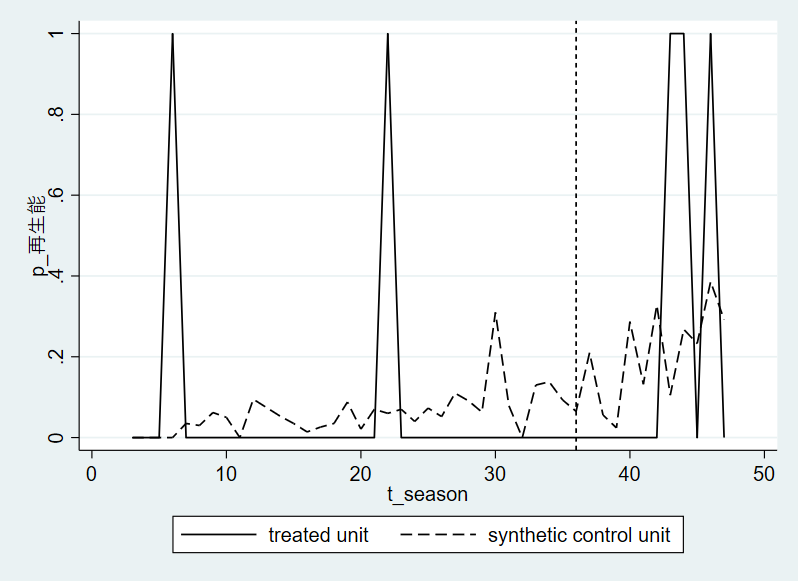 p_再生能
1
.8
.6
.4
.2
0
0 10 20 30 40 50
t_season
treated unit synthetic control unit